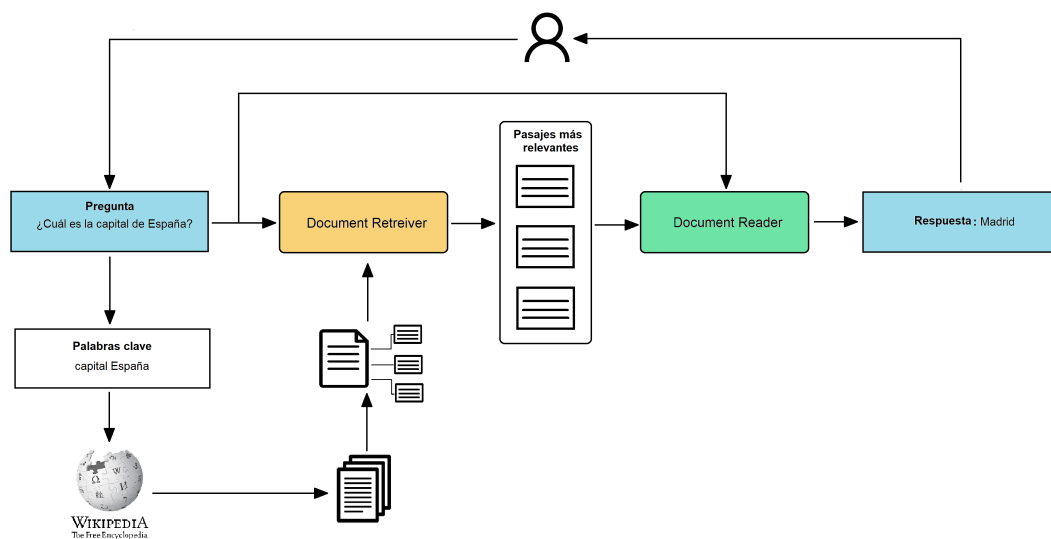 Pasajes más
relevantes
Pregunta
¿Cuál es la capital de España?
Document Retreiver
Document Reader
Respuesta: Madrid
Palabras clave
capital España
WIKIPEDIA
The Free Encyclopedia